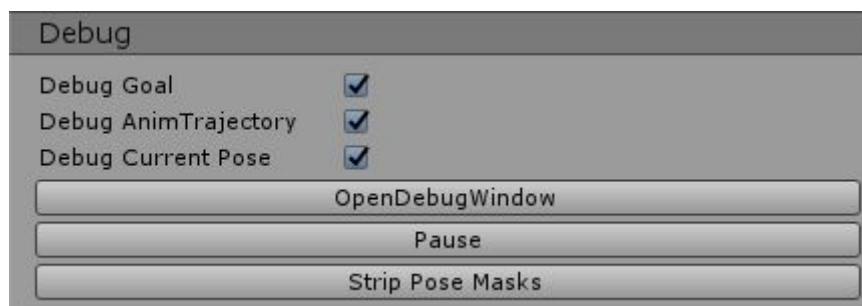 Debug
Debug Goal
Debug AnimTrajectory
Debug Current Pose
OpenDebugWindow
Pause
Strip Pose Masks